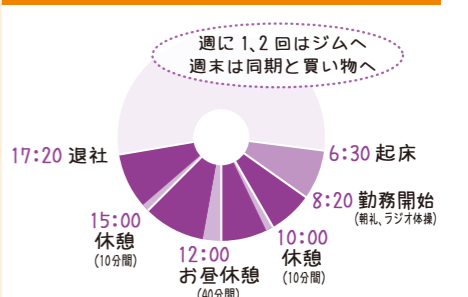 週に1、2回はジムへ
週末は同期と買い物へ
17:20 退社
6:30 起床
8:20 勤務開始
(朝礼、ラジオ体操)
15:00
休憩
(10分間)
12:00
お昼休憩
(40分間)
10:00
休憩
(10分間)